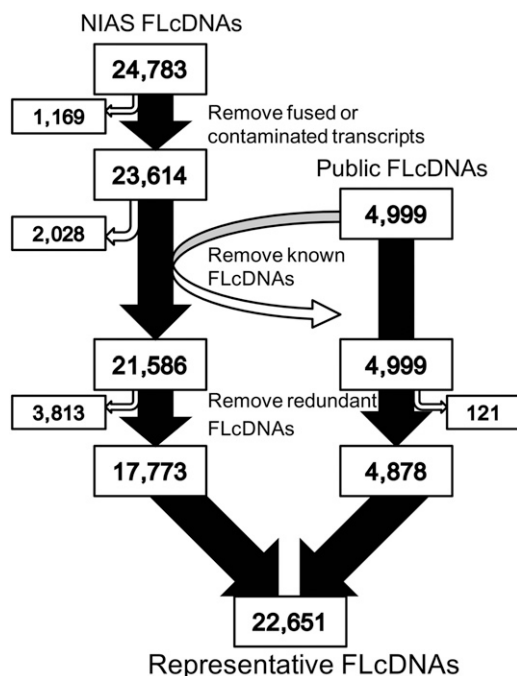 NIAS FLcDNAs
24,783
1,169
Remove fused or
contaminated transcripts
23,614
Public FLcDNAs
4,999
2,028
Remove known
FLcDNAs
21,586
4,999
3,813
Remove redundant
FLcDNAs
121
17,773
4,878
22,651
Representative FLcDNAs